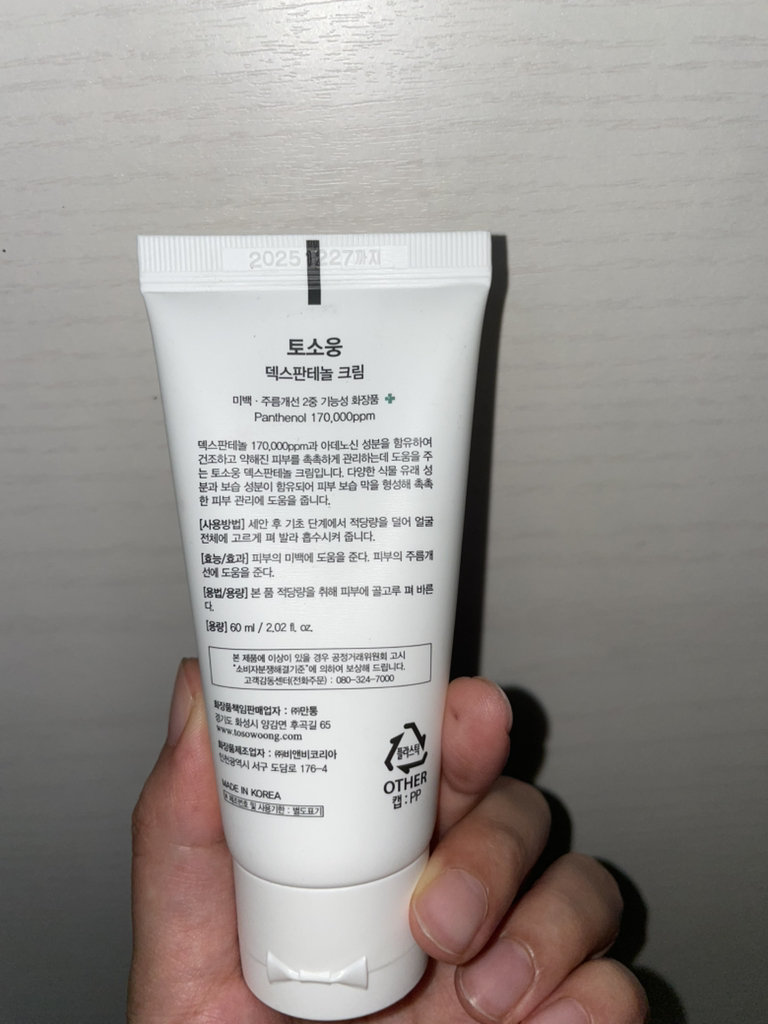 2025 1227까지
토소웅
덱스판테놀 크림
미백 · 주름개선 2중 기능성 화장품
Panthenol 170,000ppm
덱스판테놀 170,000ppm과 아데노신 성분을 함유하여
건조하고 약해진 피부를 촉촉하게 관리하는데 도움을 주
는 토소웅 덱스판테놀 크림입니다. 다양한 식물 유래 성
분과 보습 성분이 함유되어 피부 보습 막을 형성해 촉촉
한 피부 관리에 도움을 줍니다.
[사용방법] 세안 후 기초 단계에서 적당량을 덜어 얼굴
전체에 고르게 펴 발라 흡수시켜 줍니다.
[효능/효과] 피부의 미백에 도움을 준다. 피부의 주름개
선에 도움을 준다.
[용법/용량] 본 품 적당량을 취해 피부에 골고루 펴 바른
다.
[용량] 60 ml / 2.02 fl. oz.
본 제품에 이상이 있을 경우 공정거래위원회 고시
"소비자분쟁해결기준"에 의하여 보상해 드립니다.
고객감동센터(전화주문) : 080-324-7000
화장품책임판매업자 : ㈜만통
경기도 화성시 양감면 후곡길 65
www.tosowoong.com
화장품제조업자 : ㈜비앤비코리아
인천광역시 서구 도담로 176-4
플라스틱
OTHER
캡 : PP
MADE IN KOREA
본 제조번호 및 사용기한 : 별도표기